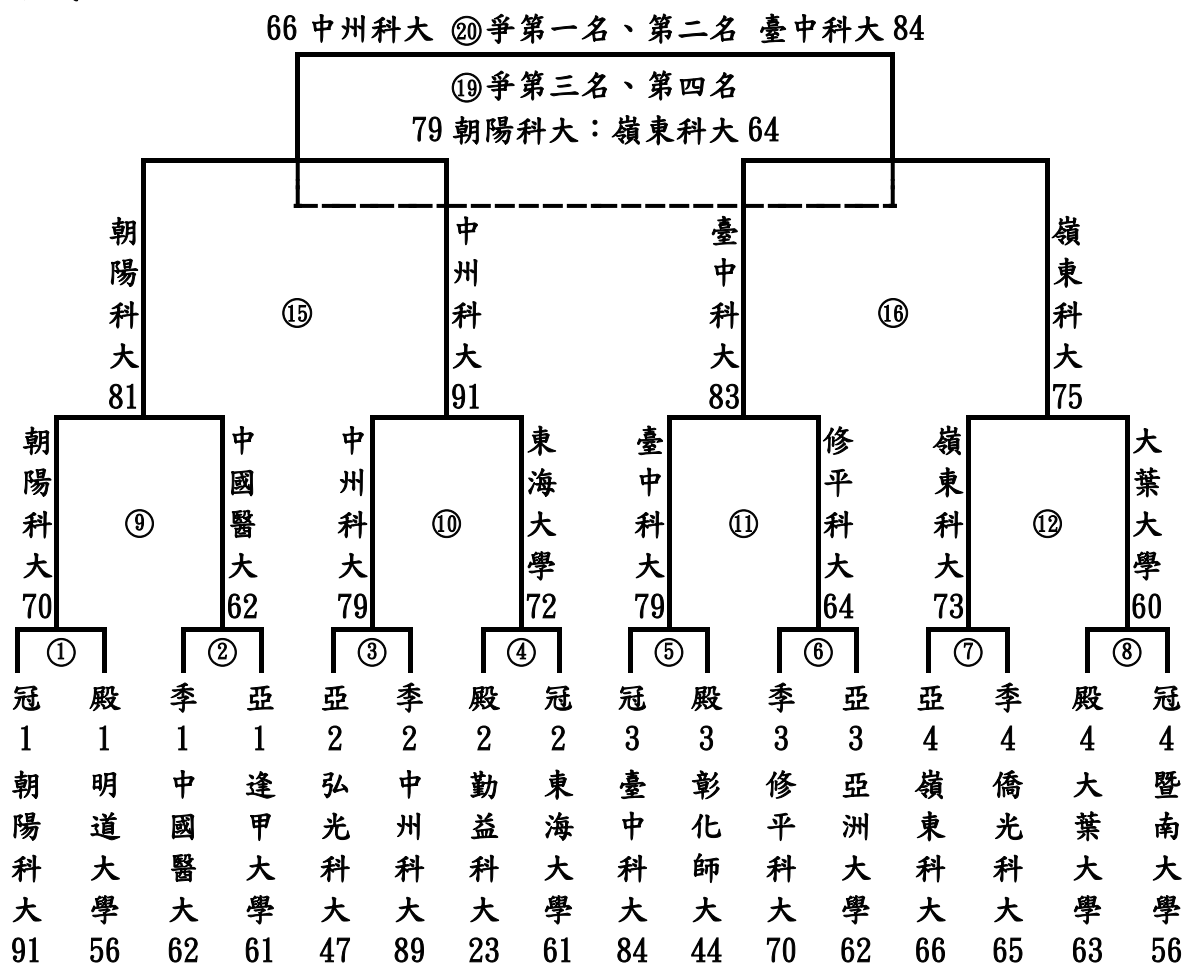 66 中州科大 ⑳爭第一名、第二名 臺中科大 84
⑲爭第三名、第四名
79 朝陽科大：嶺東科大 64
朝陽科大 81
中州科大 91
臺中科大 83
嶺東科大 75
⑮
⑯
朝陽科大 70
中國醫大 62
中州科大 79
東海大學 72
臺中科大 79
修平科大 64
嶺東科大 73
大葉大學 60
⑨
⑩
⑪
⑫
① ② ③ ④ ⑤ ⑥ ⑦ ⑧
冠1 朝陽科大 91
殿1 明道大學 56
季1 中國醫大 62
亞1 逢甲大學 61
亞2 弘光科大 47
季2 中州科大 89
殿2 勤益科大 23
冠2 東海大學 61
冠3 臺中科大 84
殿3 彰化師大 44
季3 修平科大 70
亞3 亞洲大學 62
亞4 嶺東科大 66
季4 僑光科大 65
殿4 大葉大學 63
冠4 暨南大學 56